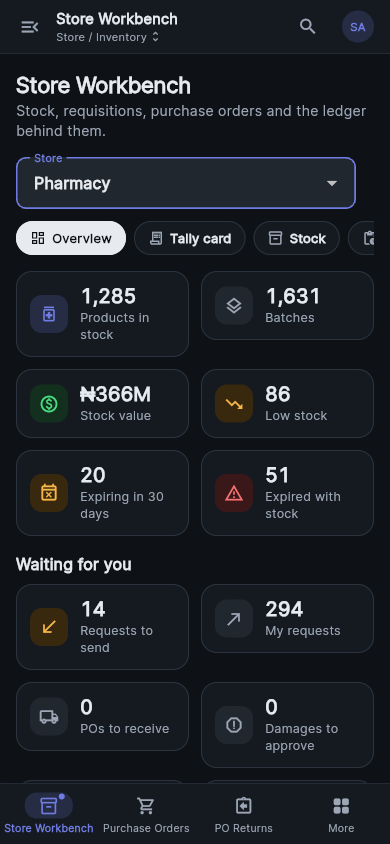 Store Workbench
Store / Inventory
SA
Store Workbench
Stock, requisitions, purchase orders and the ledger
behind them.
Store
Pharmacy
Overview
Tally card
Stock
1,285
Products in
stock
1,631
Batches
₦366M
Stock value
86
Low stock
20
Expiring in 30
days
51
Expired with
stock
Waiting for you
14
Requests to
send
294
My requests
0
POs to receive
0
Damages to
approve
Store Workbench
Purchase Orders
PO Returns
More